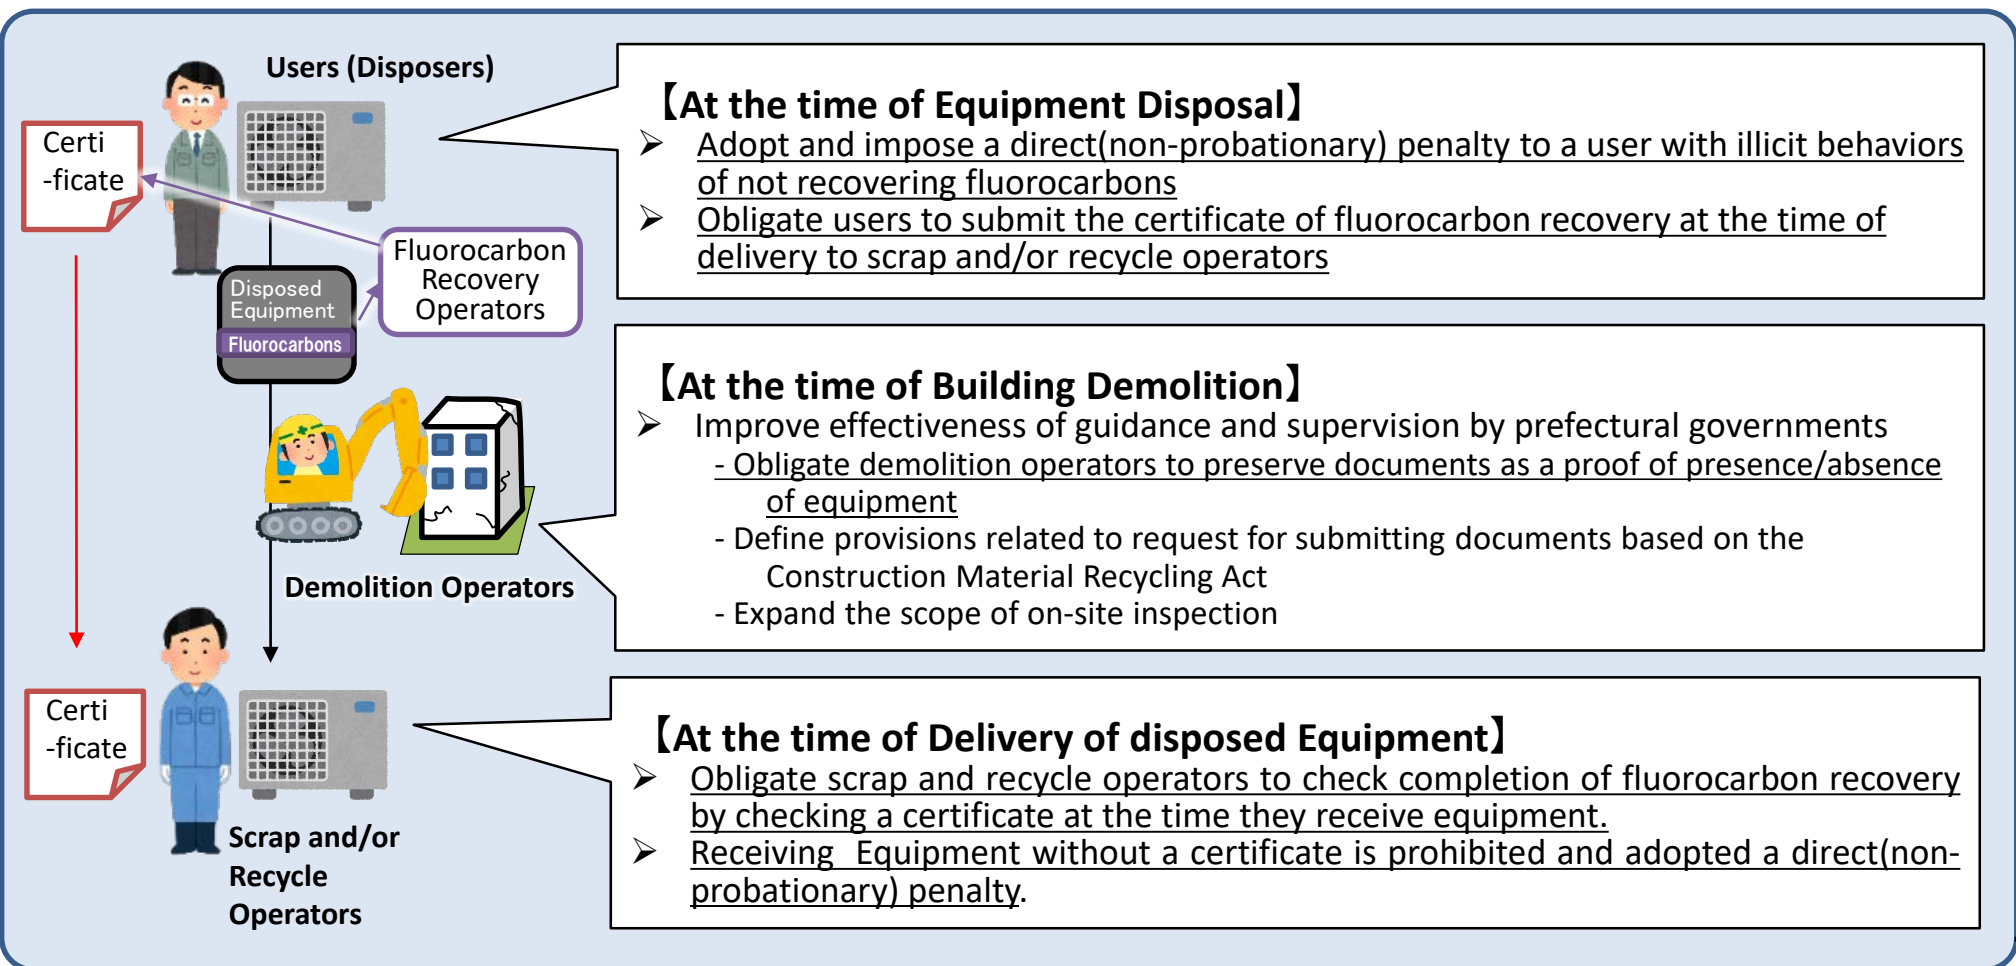 Users (Disposers)
Certi
-ficate
Fluorocarbon
Recovery
Operators
Disposed
Equipment
Fluorocarbons
Demolition Operators
Certi
-ficate
Scrap and/or
Recycle
Operators
【At the time of Equipment Disposal】
➢ Adopt and impose a direct(non-probationary) penalty to a user with illicit behaviors
of not recovering fluorocarbons
➢ Obligate users to submit the certificate of fluorocarbon recovery at the time of
delivery to scrap and/or recycle operators
【At the time of Building Demolition】
➢ Improve effectiveness of guidance and supervision by prefectural governments
- Obligate demolition operators to preserve documents as a proof of presence/absence
of equipment
- Define provisions related to request for submitting documents based on the
Construction Material Recycling Act
- Expand the scope of on-site inspection
【At the time of Delivery of disposed Equipment】
➢ Obligate scrap and recycle operators to check completion of fluorocarbon recovery
by checking a certificate at the time they receive equipment.
➢ Receiving Equipment without a certificate is prohibited and adopted a direct(non-
probationary) penalty.